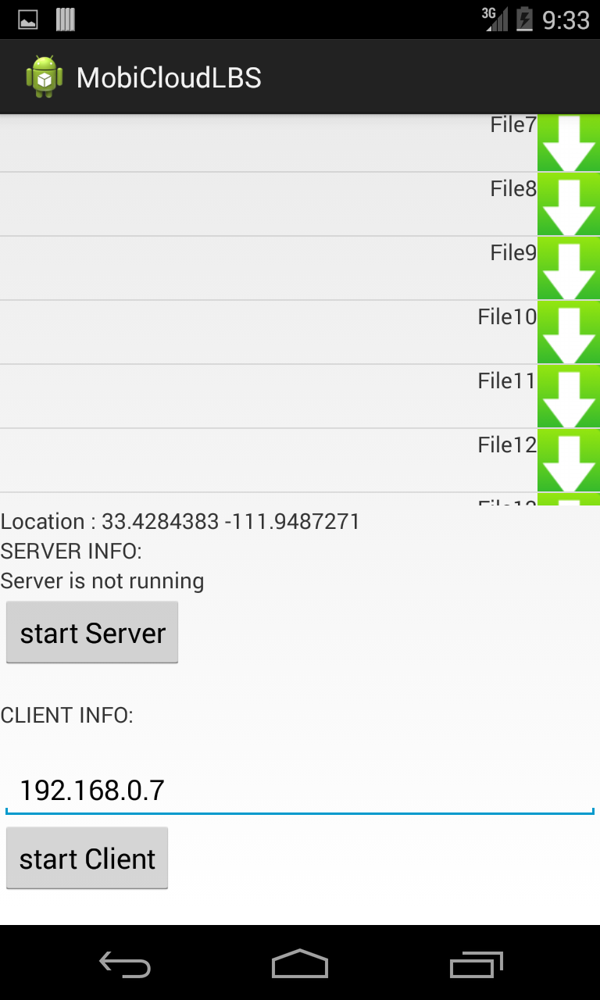 3G 9:33
MobiCloudLBS
File7
File8
File9
File10
File11
File12
Location : 33.4284383 -111.9487271
SERVER INFO:
Server is not running
start Server
CLIENT INFO:
192.168.0.7
start Client